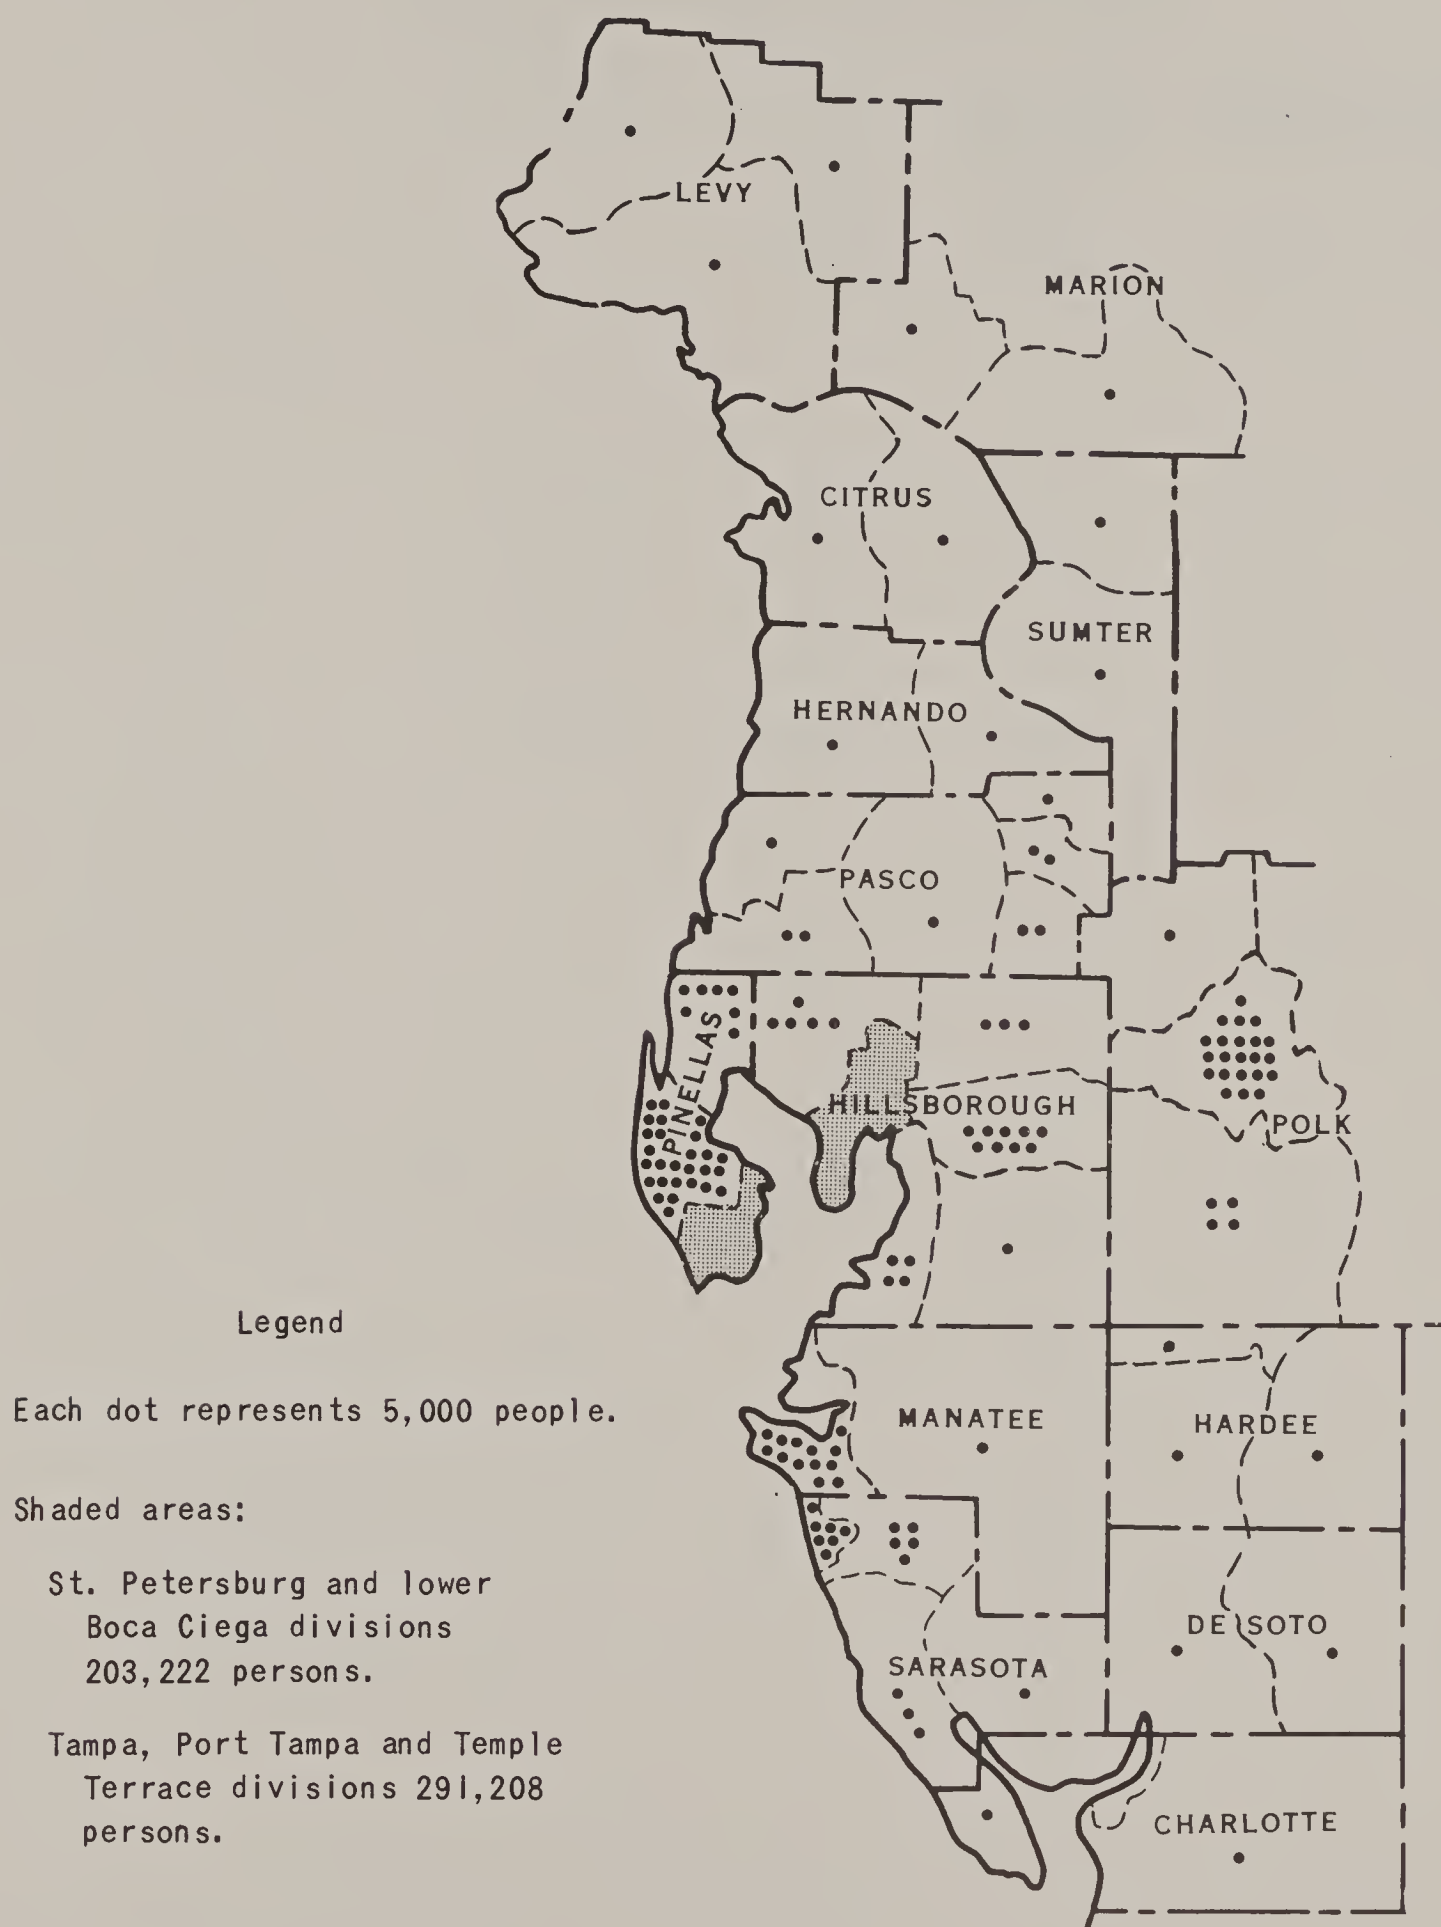 LEVY
MARION
CITRUS
SUMTER
HERNANDO
PASCO
PINELLAS
HILLSBOROUGH
POLK
Legend
Each dot represents 5,000 people.
MANATEE
HARDEE
Shaded areas:
St. Petersburg and lower
Boca Ciega divisions
203,222 persons.
DE SOTO
SARASOTA
Tampa, Port Tampa and Temple
Terrace divisions 291,208
persons.
CHARLOTTE